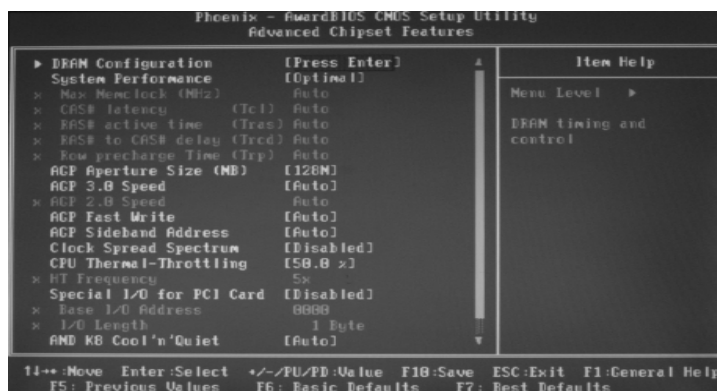 Phoenix - AwardBIOS CMOS Setup Utility
Advanced Chipset Features
▶ DRAM Configuration [Press Enter]
System Performance [Optimal]
x Max Memclock (MHz) Auto
x CAS# latency (Tcl) Auto
x RAS# active time (Tras) Auto
x RAS# to CAS# delay (Trcd) Auto
x Row precharge Time (Trp) Auto
AGP Aperture Size (MB) [128M]
AGP 3.0 Speed [Auto]
x AGP 2.0 Speed Auto
AGP Fast Write [Auto]
AGP Sideband Address [Auto]
Clock Spread Spectrum [Disabled]
CPU Thermal-Throttling [50.0 %]
x HT Frequency 5x
Special I/O for PCI Card [Disabled]
x Base I/O Address 0000
x I/O Length 1 Byte
AMD K8 Cool'n'Quiet [Auto]
Item Help
Menu Level ▶
DRAM timing and
control
↑↓→←:Move Enter:Select +/-/PU/PD:Value F10:Save ESC:Exit F1:General Help
F5: Previous Values F6: Basic Defaults F7: Best Defaults